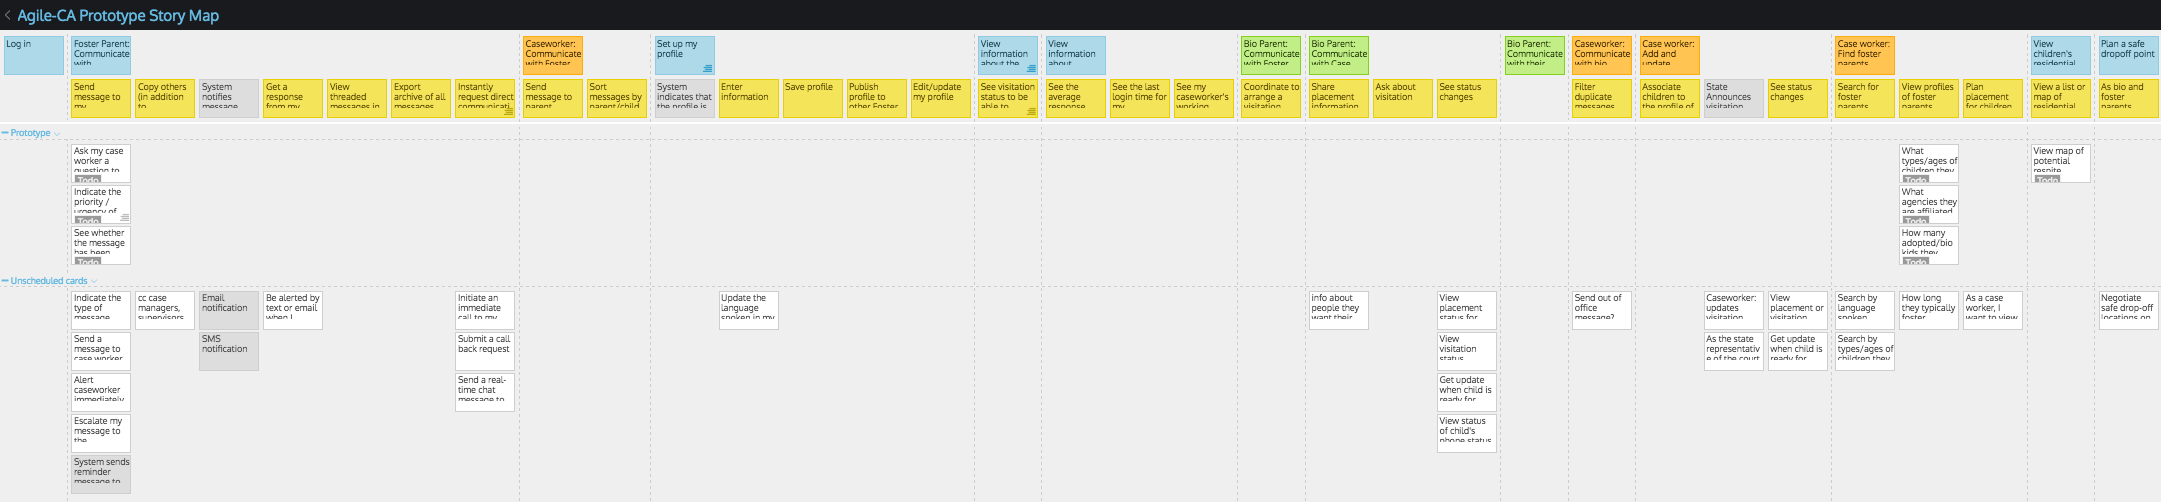 Agile-CA Prototype Story Map
Log in
Foster Parent:
Communicate
with
Caseworker:
Communicate
with Foster
Set up my
profile
View
information
about the
View
information
about
Bio Parent:
Communicate
with Foster
Bio Parent:
Communicate
with Case
Bio Parent:
Communicate
with their
Caseworker:
Communicate
with bio
Case worker:
Add and
update
Case worker:
Find foster
parents
View
children's
residential
Plan a safe
dropoff point
Send
message to
my
Copy others
(in addition
to
System
notifies
message
Get a
response
from my
View
threaded
messages in
Export
archive of all
messages
Instantly
request direct
communicati
Send
message to
parent
Sort
messages by
parent/child
System
indicates that
the profile is
Enter
information
Save profile
Publish
profile to
other Foster
Edit/update
my profile
See visitation
status to be
able to
See the
average
response
See the last
login time for
my
See my
caseworker's
working
Coordinate to
arrange a
visitation
Share
placement
information
Ask about
visitation
See status
changes
Filter
duplicate
messages
Associate
children to
the profile of
State
Announces
visitation
See status
changes
Search for
foster
parents
View profiles
of foster
parents
Plan
placement
for children
View a list or
map of
residential
As bio and
foster
parents
Prototype
Ask my case
worker a
question to
Todo
Indicate the
priority /
urgency of
Todo
See whether
the message
has been
Todo
What
types/ages of
children they
Todo
What
agencies they
are affiliated
Todo
How many
adopted/bio
kids they
Todo
View map of
potential
respite
Todo
Unscheduled cards
Indicate the
type of
message
Send a
message to
case worker
Alert
caseworker
immediately
Escalate my
message to
the
System sends
reminder
message to
cc case
managers,
supervisors
Email
notification
SMS
notification
Be alerted by
text or email
when I
Initiate an
immediate
call to my
Submit a call
back request
Send a real-
time chat
message to
Update the
language
spoken in my
info about
people they
want their
View
placement
status for
View
visitation
status
Get update
when child is
ready for
View status
of child's
phone status
Send out of
office
message?
Caseworker:
updates
visitation
As the state
representativ
e of the court
View
placement or
visitation
Get update
when child is
ready for
Search by
language
spoken
Search by
types/ages of
children they
How long
they typically
foster
As a case
worker, I
want to view
Negotiate
safe drop-off
locations on